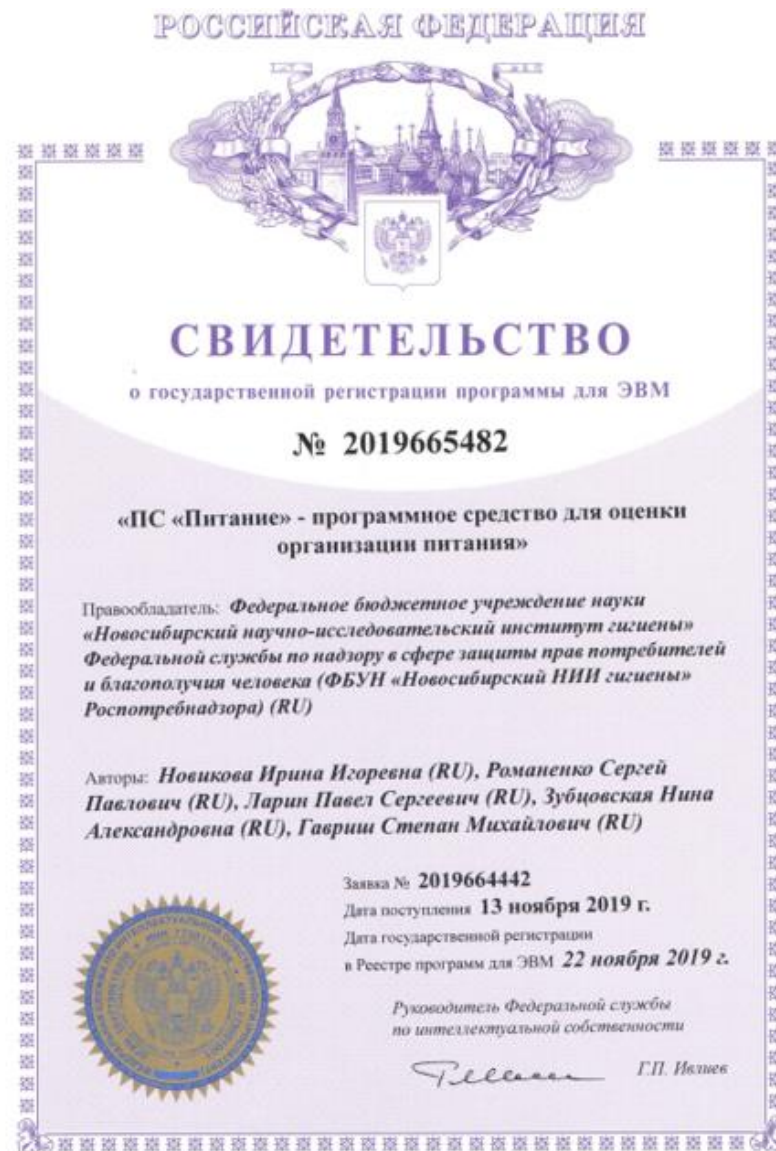 РОССИЙСКАЯ ФЕДЕРАЦИЯ
СВИДЕТЕЛЬСТВО
о государственной регистрации программы для ЭВМ
№ 2019665482
«ПС «Питание» - программное средство для оценки
организации питания»
Правообладатель: Федеральное бюджетное учреждение науки
«Новосибирский научно-исследовательский институт гигиены»
Федеральной службы по надзору в сфере защиты прав потребителей
и благополучия человека (ФБУН «Новосибирский НИИ гигиены»
Роспотребнадзора) (RU)
Авторы: Новикова Ирина Игоревна (RU), Романенко Сергей
Павлович (RU), Ларин Павел Сергеевич (RU), Зубцовская Нина
Александровна (RU), Гавриш Степан Михайлович (RU)
Заявка № 2019664442
Дата поступления 13 ноября 2019 г.
Дата государственной регистрации
в Реестре программ для ЭВМ 22 ноября 2019 г.
Руководитель Федеральной службы
по интеллектуальной собственности
Г.П. Ивлиев